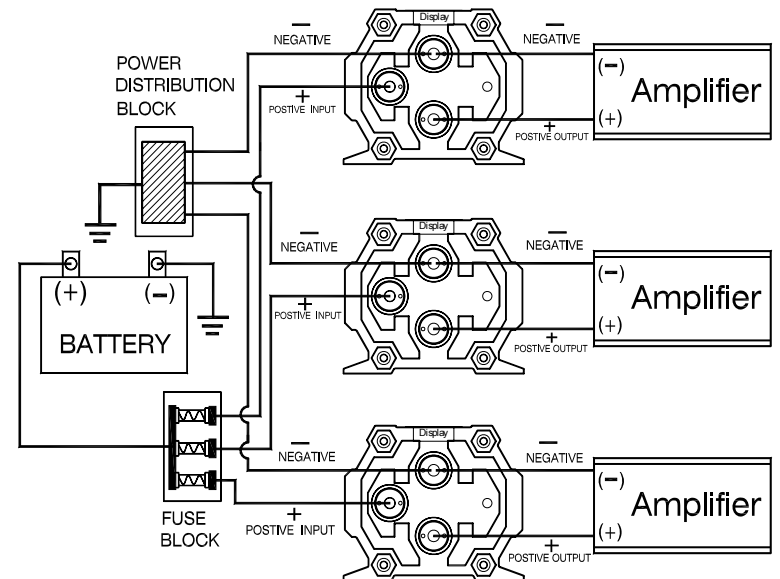 POWER
DISTRIBUTION
BLOCK
−
NEGATIVE
Display
−
NEGATIVE
+
POSTIVE INPUT
+
POSTIVE OUTPUT
(−)
Amplifier
(+)
−
NEGATIVE
Display
−
NEGATIVE
+
POSTIVE INPUT
+
POSTIVE OUTPUT
(−)
Amplifier
(+)
(+) (−)
BATTERY
−
NEGATIVE
Display
−
NEGATIVE
+
POSTIVE INPUT
+
POSTIVE OUTPUT
(−)
Amplifier
(+)
FUSE
BLOCK